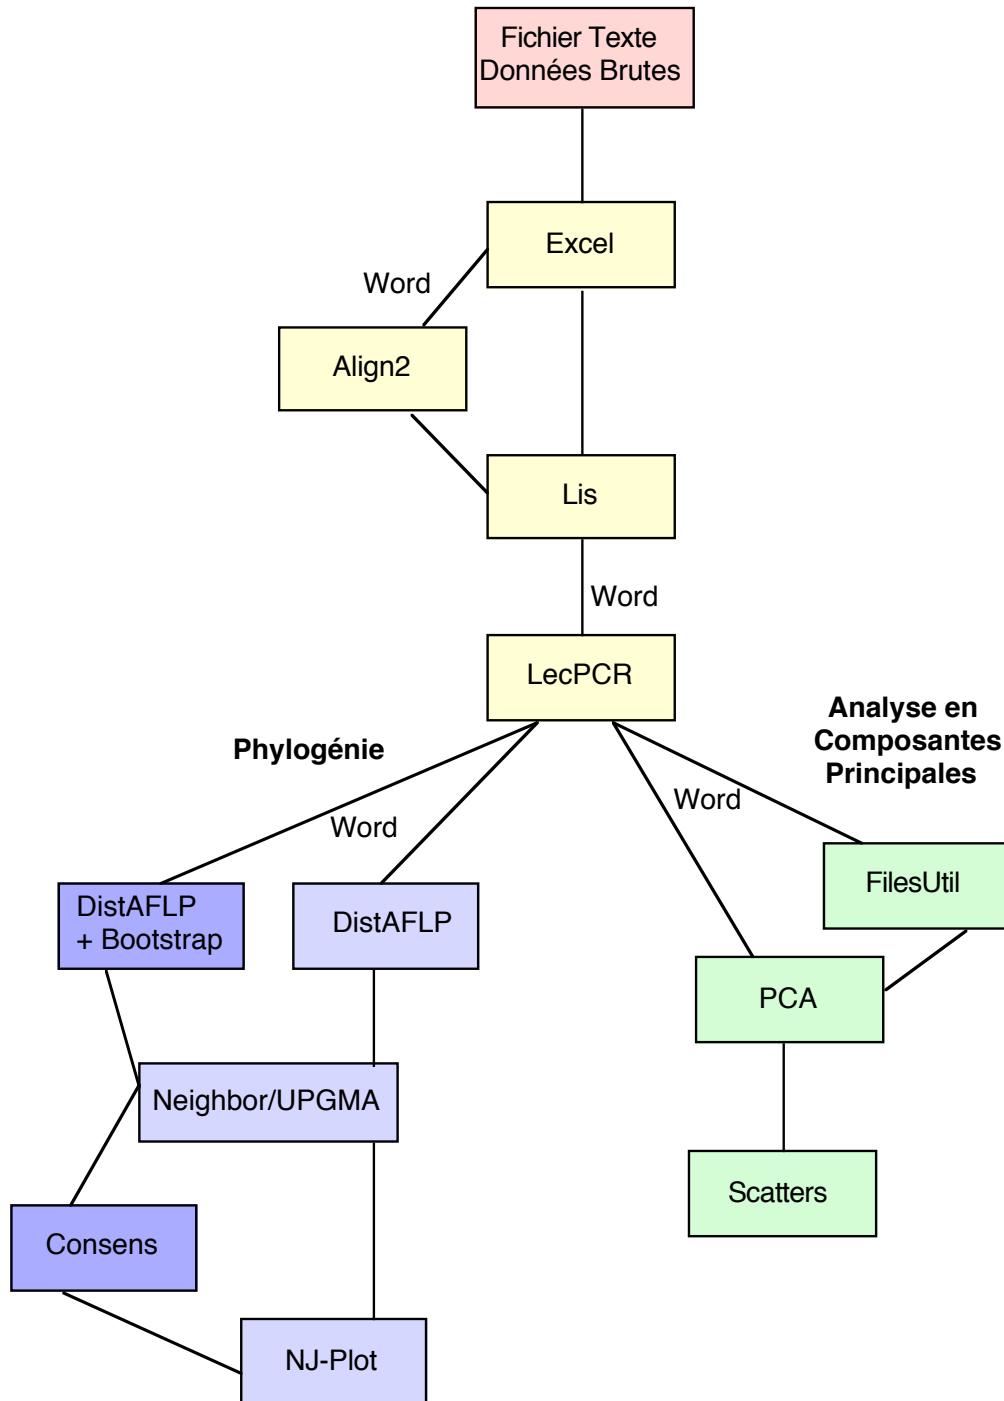 Fichier Texte
Données Brutes
Excel
Word
Align2
Lis
Word
LecPCR
Phylogénie
Analyse en
Composantes
Principales
Word
Word
FilesUtil
DistAFLP
+ Bootstrap
DistAFLP
PCA
Neighbor/UPGMA
Scatters
Consens
NJ-Plot